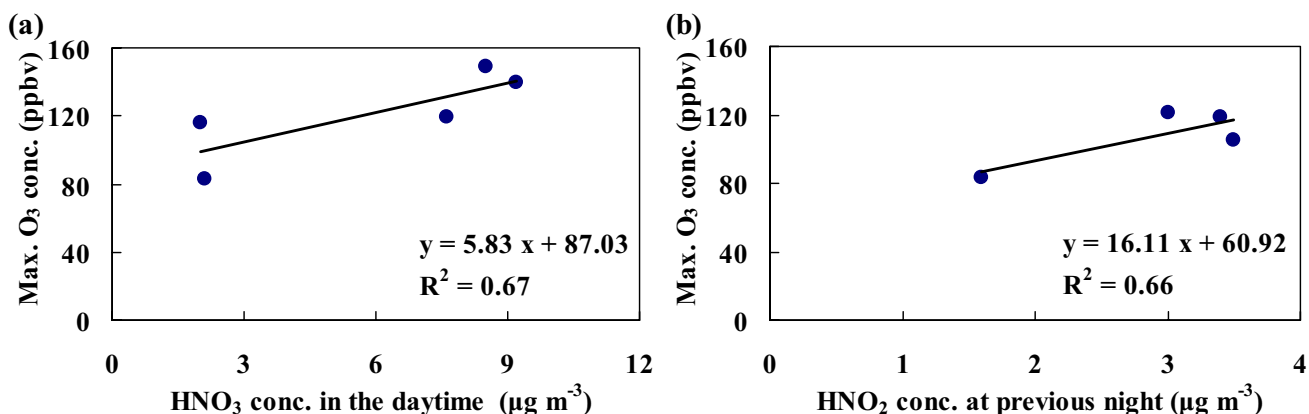 (a)
Max. O₃ conc. (ppbv)
160
120
80
40
0
y = 5.83 x + 87.03
R² = 0.67
0 3 6 9 12
HNO₃ conc. in the daytime (μg m⁻³)
(b)
Max. O₃ conc. (ppbv)
160
120
80
40
0
y = 16.11 x + 60.92
R² = 0.66
0 1 2 3 4
HNO₂ conc. at previous night (μg m⁻³)